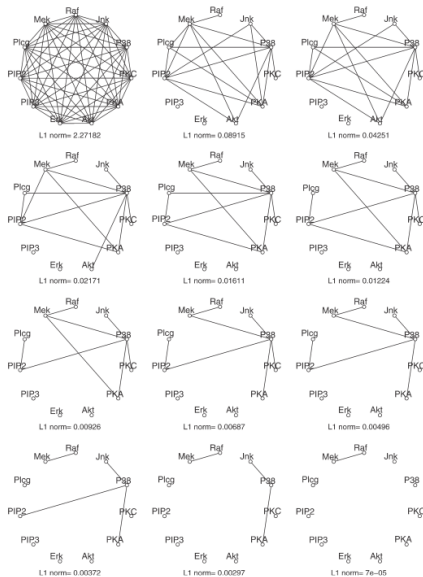 Raf
Mek
Jnk
Plcg
P38
PIP2
PKC
PIP3
PKA
Erk
Akt
L1 norm= 2.27182
Raf
Mek
Jnk
Plcg
P38
PIP2
PKC
PIP3
PKA
Erk
Akt
L1 norm= 0.08915
Raf
Mek
Jnk
Plcg
P38
PIP2
PKC
PIP3
PKA
Erk
Akt
L1 norm= 0.04251
Raf
Mek
Jnk
Plcg
P38
PIP2
PKC
PIP3
PKA
Erk
Akt
L1 norm= 0.02171
Raf
Mek
Jnk
Plcg
P38
PIP2
PKC
PIP3
PKA
Erk
Akt
L1 norm= 0.01611
Raf
Mek
Jnk
Plcg
P38
PIP2
PKC
PIP3
PKA
Erk
Akt
L1 norm= 0.01224
Raf
Mek
Jnk
Plcg
P38
PIP2
PKC
PIP3
PKA
Erk
Akt
L1 norm= 0.00926
Raf
Mek
Jnk
Plcg
P38
PIP2
PKC
PIP3
PKA
Erk
Akt
L1 norm= 0.00687
Raf
Mek
Jnk
Plcg
P38
PIP2
PKC
PIP3
PKA
Erk
Akt
L1 norm= 0.00496
Raf
Mek
Jnk
Plcg
P38
PIP2
PKC
PIP3
PKA
Erk
Akt
L1 norm= 0.00372
Raf
Mek
Jnk
Plcg
P38
PIP2
PKC
PIP3
PKA
Erk
Akt
L1 norm= 0.00297
Raf
Mek
Jnk
Plcg
P38
PIP2
PKC
PIP3
PKA
Erk
Akt
L1 norm= 7e−05